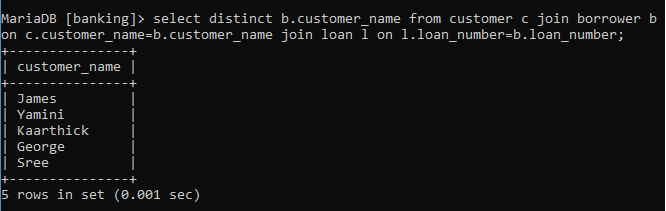 MariaDB [banking]> select distinct b.customer_name from customer c join borrower b
on c.customer_name=b.customer_name join loan l on l.loan_number=b.loan_number;
+---------------+
| customer_name |
+---------------+
| James         |
| Yamini        |
| Kaarthick     |
| George        |
| Sree          |
+---------------+
5 rows in set (0.001 sec)